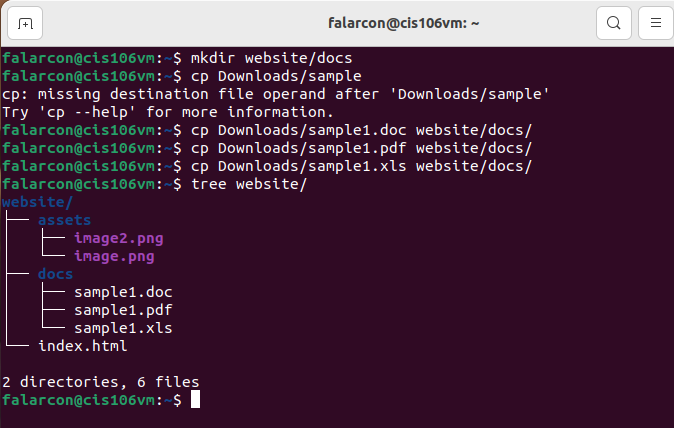 falarcon@cis106vm: ~
falarcon@cis106vm:~$ mkdir website/docs
falarcon@cis106vm:~$ cp Downloads/sample
cp: missing destination file operand after 'Downloads/sample'
Try 'cp --help' for more information.
falarcon@cis106vm:~$ cp Downloads/sample1.doc website/docs/
falarcon@cis106vm:~$ cp Downloads/sample1.pdf website/docs/
falarcon@cis106vm:~$ cp Downloads/sample1.xls website/docs/
falarcon@cis106vm:~$ tree website/
website/
├── assets
│   ├── image2.png
│   └── image.png
├── docs
│   ├── sample1.doc
│   ├── sample1.pdf
│   └── sample1.xls
└── index.html
2 directories, 6 files
falarcon@cis106vm:~$